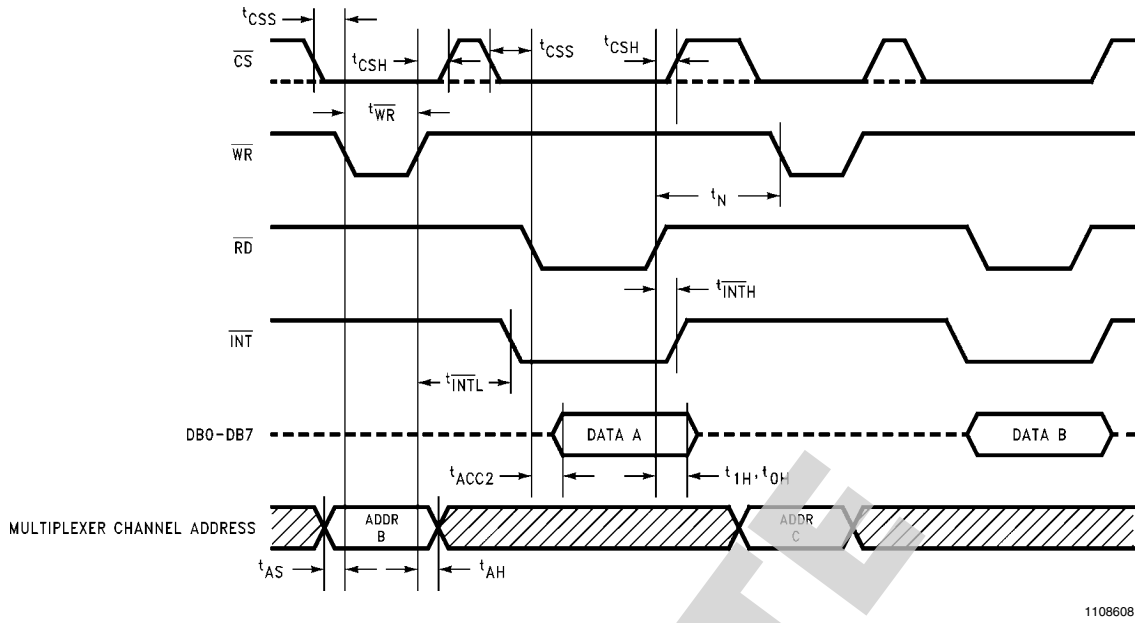 tCSS
CS
tCSH
tCSS
tCSH
tWR
WR
tN
RD
tINTH
INT
tINTL
DB0-DB7
DATA A
DATA B
tACC2
t1H, t0H
MULTIPLEXER CHANNEL ADDRESS
ADDR
B
ADDR
C
tAS
tAH
TE
1108608